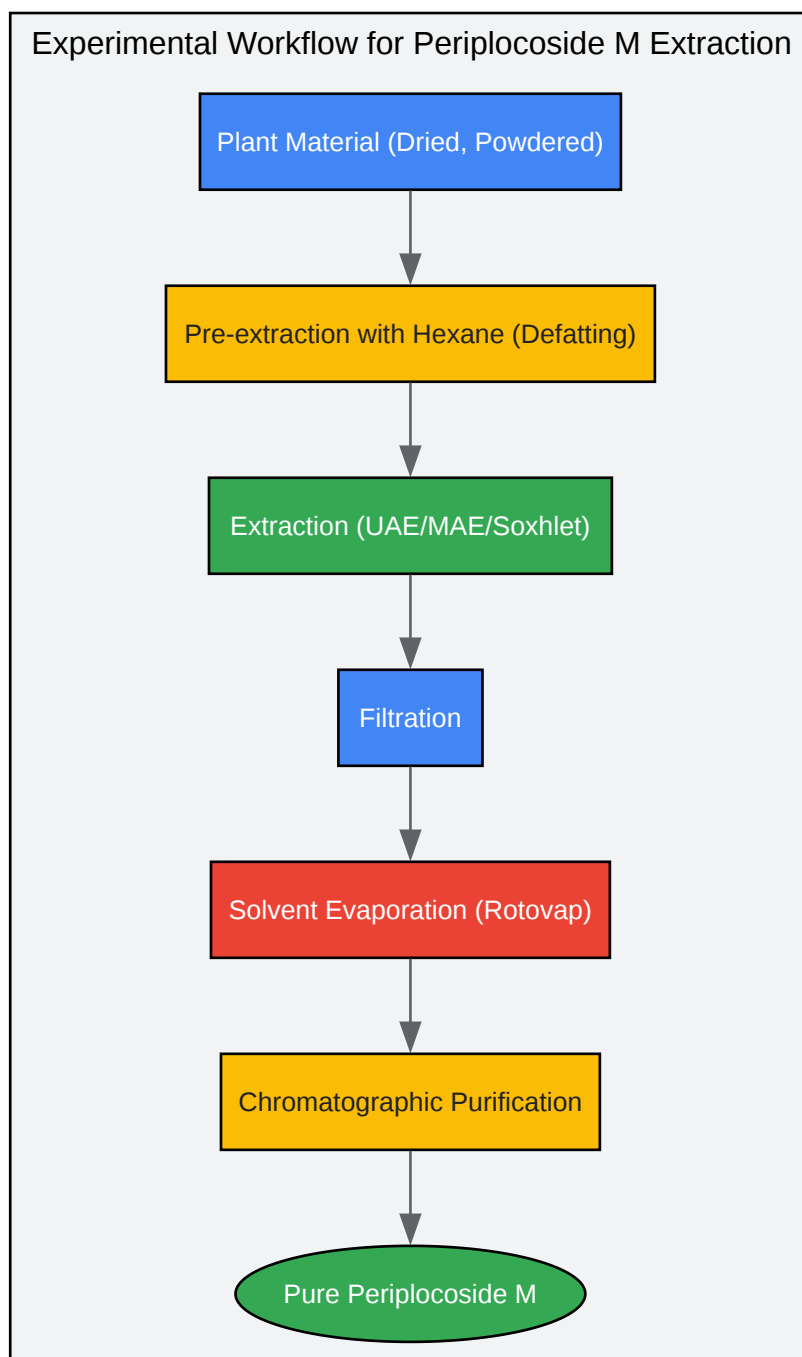 Experimental Workflow for Periplocoside M Extraction
Plant Material (Dried, Powdered)
Pre-extraction with Hexane (Defatting)
Extraction (UAE/MAE/Soxhlet)
Filtration
Solvent Evaporation (Rotovap)
Chromatographic Purification
Pure Periplocoside M